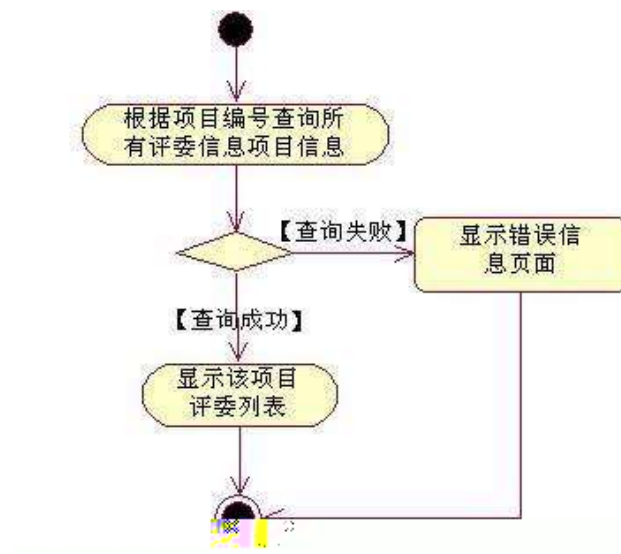 根据项目编号查询所
有评委信息项目信息
【查询失败】
显示错误信
息页面
【查询成功】
显示该项目
评委列表